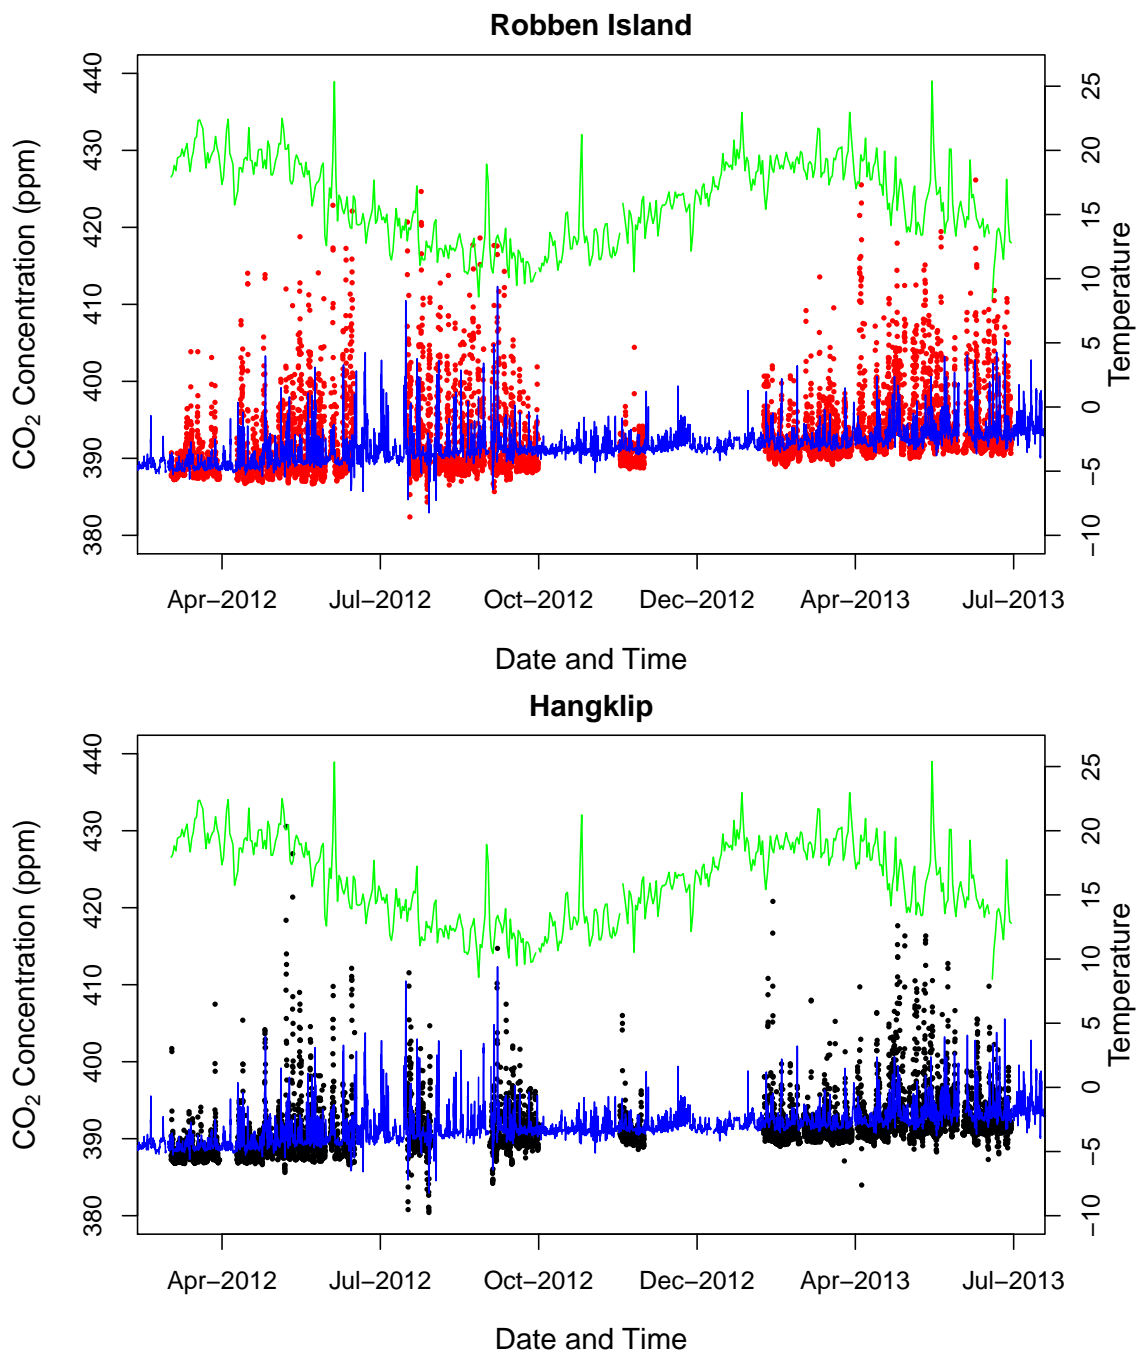 Robben Island
CO₂ Concentration (ppm)
440
430
420
410
400
390
380
25
20
15
10
5
0
−5
−10
Temperature
Apr−2012
Jul−2012
Oct−2012
Dec−2012
Apr−2013
Jul−2013
Date and Time
Hangklip
CO₂ Concentration (ppm)
440
430
420
410
400
390
380
25
20
15
10
5
0
−5
−10
Temperature
Apr−2012
Jul−2012
Oct−2012
Dec−2012
Apr−2013
Jul−2013
Date and Time